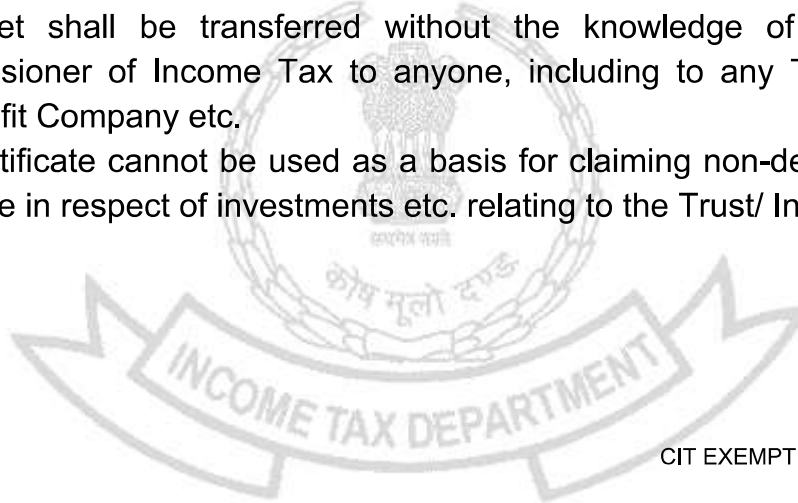 et shall be transferred without the knowledge of
sioner of Income Tax to anyone, including to any T
fit Company etc.
tificate cannot be used as a basis for claiming non-de
e in respect of investments etc. relating to the Trust/ In
सत्यमेव जयते
कोष मूलो दण्डः
INCOME TAX DEPARTMENT
CIT EXEMPT